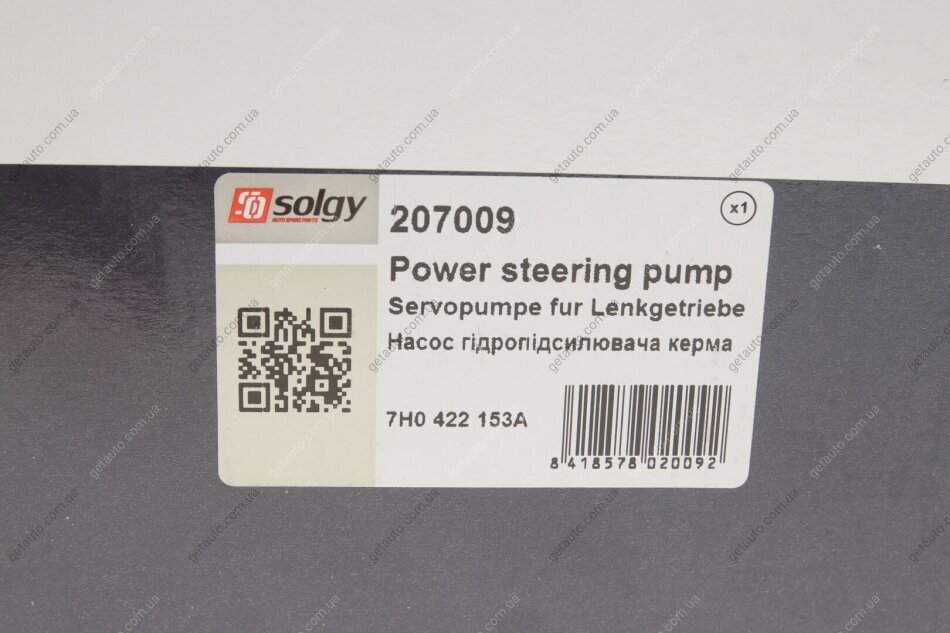 solgy
AUTO SPARE PARTS
207009
x1
Power steering pump
Servopumpe fur Lenkgetriebe
Насос гідропідсилювача керма
7H0 422 153A
8 418578 020092
getauto.com.ua